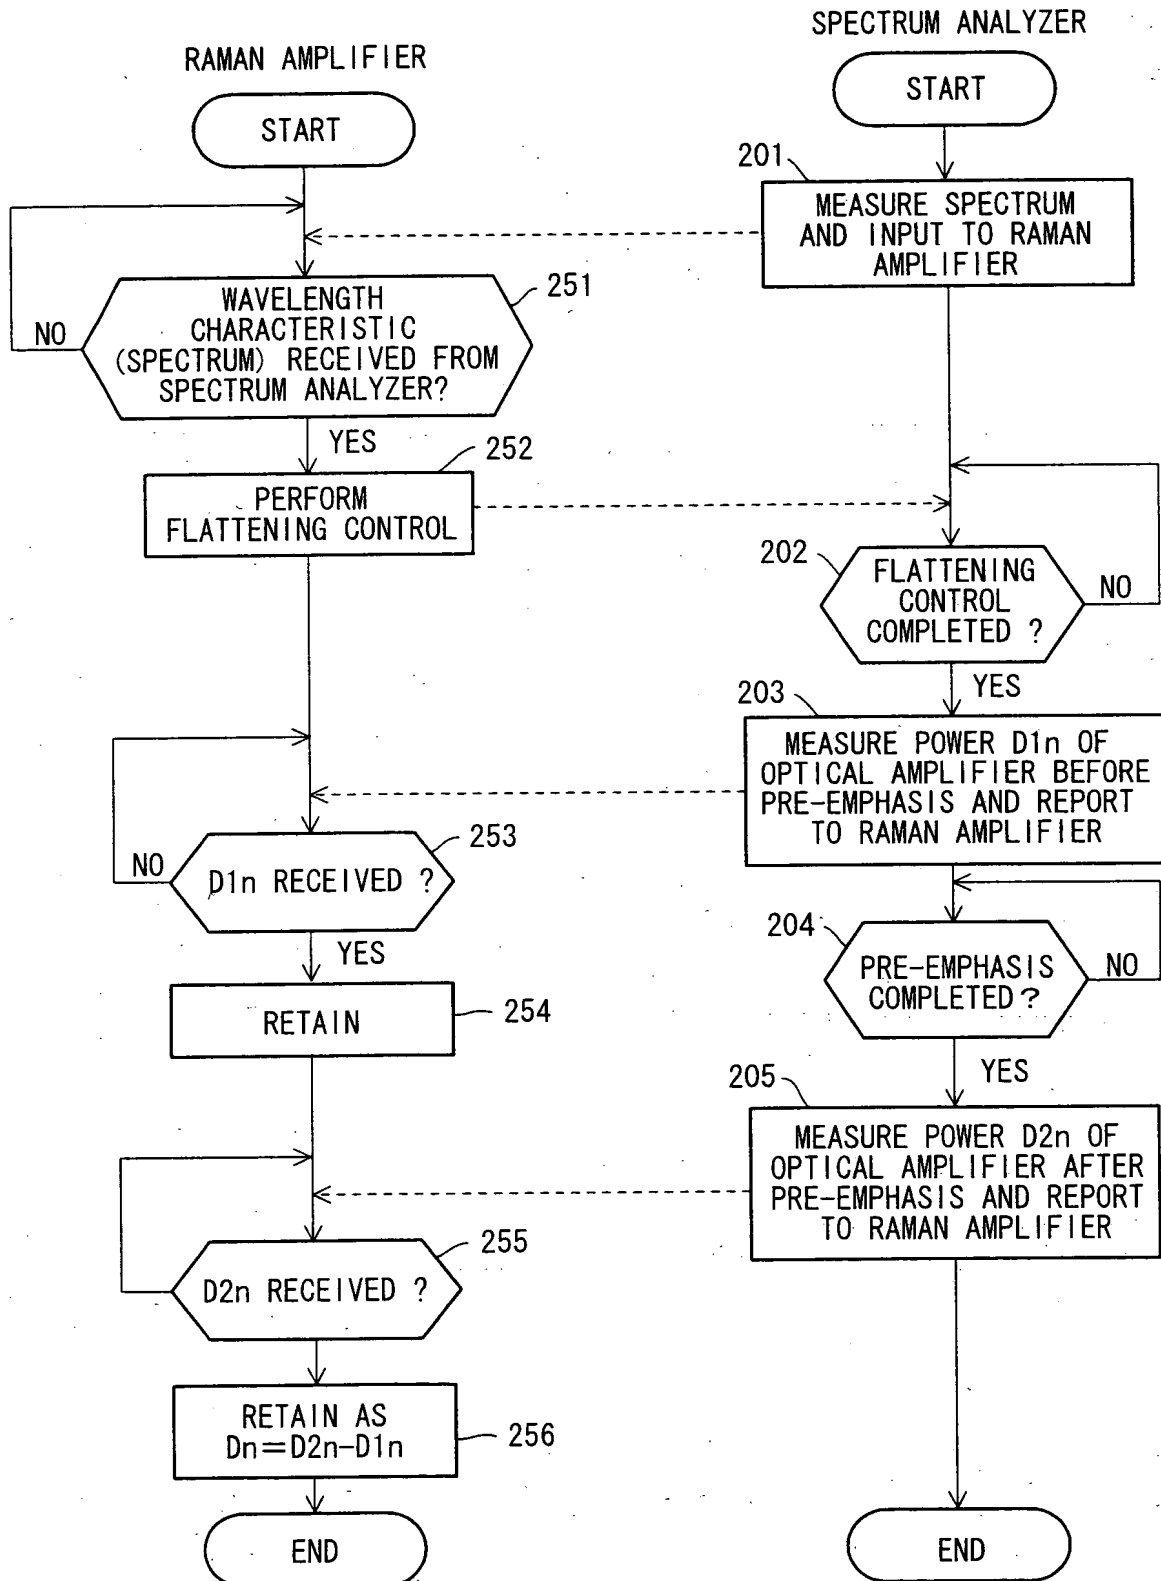 RAMAN AMPLIFIER
START
WAVELENGTH
CHARACTERISTIC
(SPECTRUM) RECEIVED FROM
SPECTRUM ANALYZER?
251
NO
YES
252
PERFORM
FLATTENING CONTROL
253
D1n RECEIVED ?
NO
YES
RETAIN
254
255
D2n RECEIVED ?
RETAIN AS
Dn=D2n-D1n
256
END
SPECTRUM ANALYZER
START
201
MEASURE SPECTRUM
AND INPUT TO RAMAN
AMPLIFIER
202
FLATTENING
CONTROL
COMPLETED ?
NO
YES
203
MEASURE POWER D1n OF
OPTICAL AMPLIFIER BEFORE
PRE-EMPHASIS AND REPORT
TO RAMAN AMPLIFIER
204
PRE-EMPHASIS
COMPLETED?
NO
YES
205
MEASURE POWER D2n OF
OPTICAL AMPLIFIER AFTER
PRE-EMPHASIS AND REPORT
TO RAMAN AMPLIFIER
END